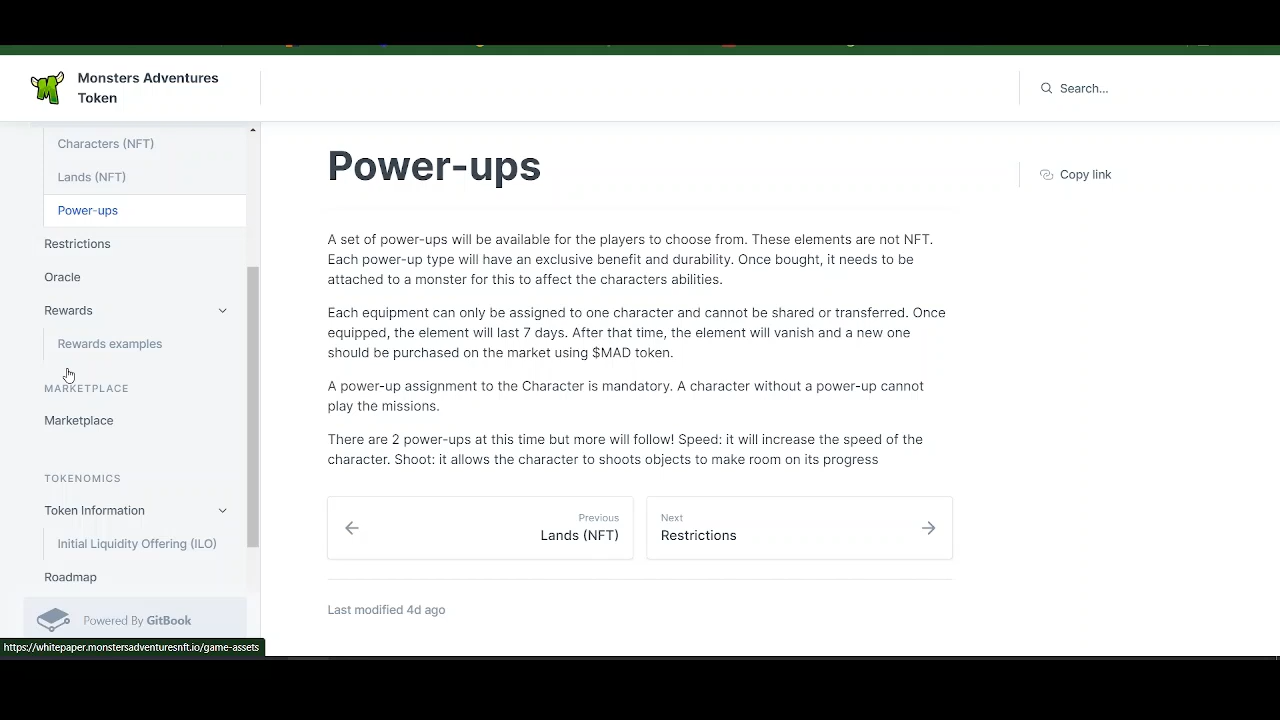 Monsters Adventures
Token
Search...
Characters (NFT)
Lands (NFT)
Power-ups
Restrictions
Oracle
Rewards
Rewards examples
MARKETPLACE
Marketplace
TOKENOMICS
Token Information
Initial Liquidity Offering (ILO)
Roadmap
Powered By GitBook
https://whitepaper.monstersadventuresnft.io/game-assets
Power-ups
Copy link
A set of power-ups will be available for the players to choose from. These elements are not NFT.
Each power-up type will have an exclusive benefit and durability. Once bought, it needs to be
attached to a monster for this to affect the characters abilities.
Each equipment can only be assigned to one character and cannot be shared or transferred. Once
equipped, the element will last 7 days. After that time, the element will vanish and a new one
should be purchased on the market using $MAD token.
A power-up assignment to the Character is mandatory. A character without a power-up cannot
play the missions.
There are 2 power-ups at this time but more will follow! Speed: it will increase the speed of the
character. Shoot: it allows the character to shoots objects to make room on its progress
Previous
Lands (NFT)
Next
Restrictions
Last modified 4d ago